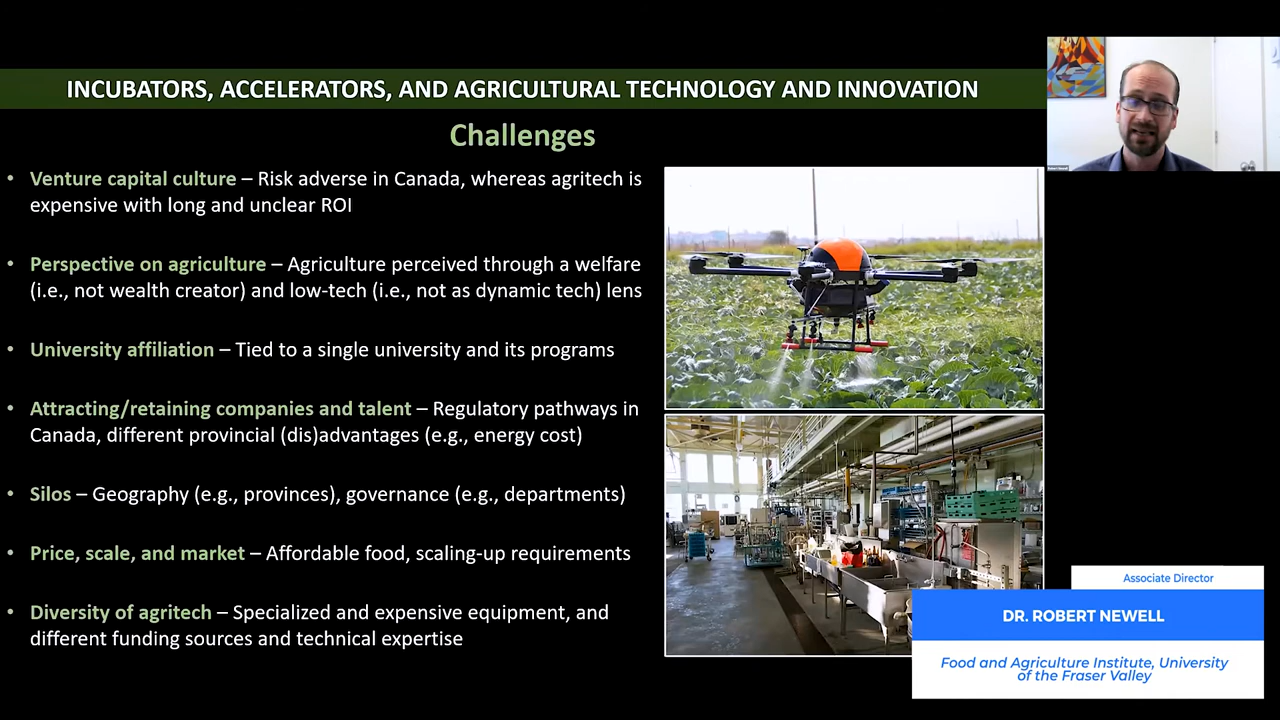 INCUBATORS, ACCELERATORS, AND AGRICULTURAL TECHNOLOGY AND INNOVATION
Challenges
• Venture capital culture – Risk adverse in Canada, whereas agritech is
expensive with long and unclear ROI
• Perspective on agriculture – Agriculture perceived through a welfare
(i.e., not wealth creator) and low-tech (i.e., not as dynamic tech) lens
• University affiliation – Tied to a single university and its programs
• Attracting/retaining companies and talent – Regulatory pathways in
Canada, different provincial (dis)advantages (e.g., energy cost)
• Silos – Geography (e.g., provinces), governance (e.g., departments)
• Price, scale, and market – Affordable food, scaling-up requirements
• Diversity of agritech – Specialized and expensive equipment, and
different funding sources and technical expertise
Associate Director
DR. ROBERT NEWELL
Food and Agriculture Institute, University
of the Fraser Valley